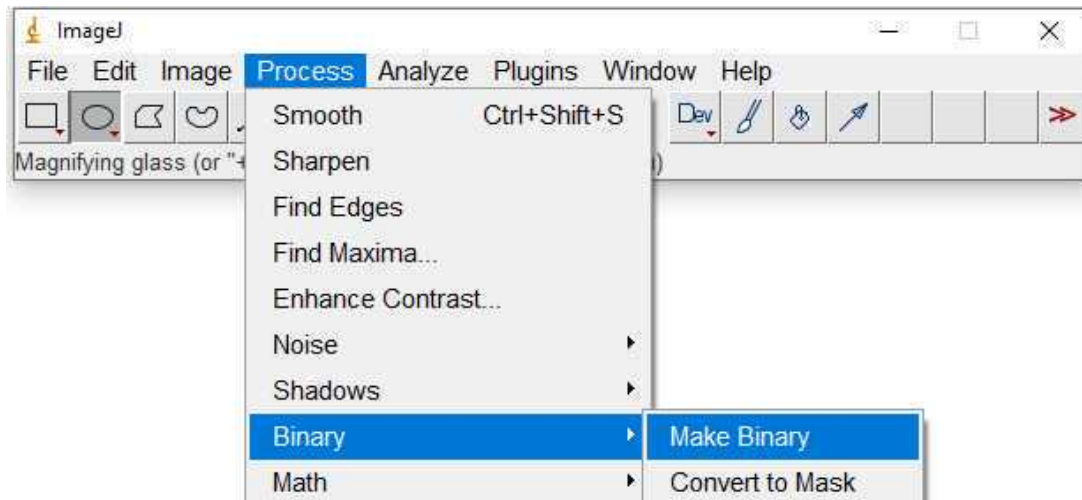 ImageJ
File Edit Image Process Analyze Plugins Window Help
Dev
Magnifying glass (or "+
)
Smooth Ctrl+Shift+S
Sharpen
Find Edges
Find Maxima...
Enhance Contrast...
Noise
Shadows
Binary Make Binary
Math Convert to Mask